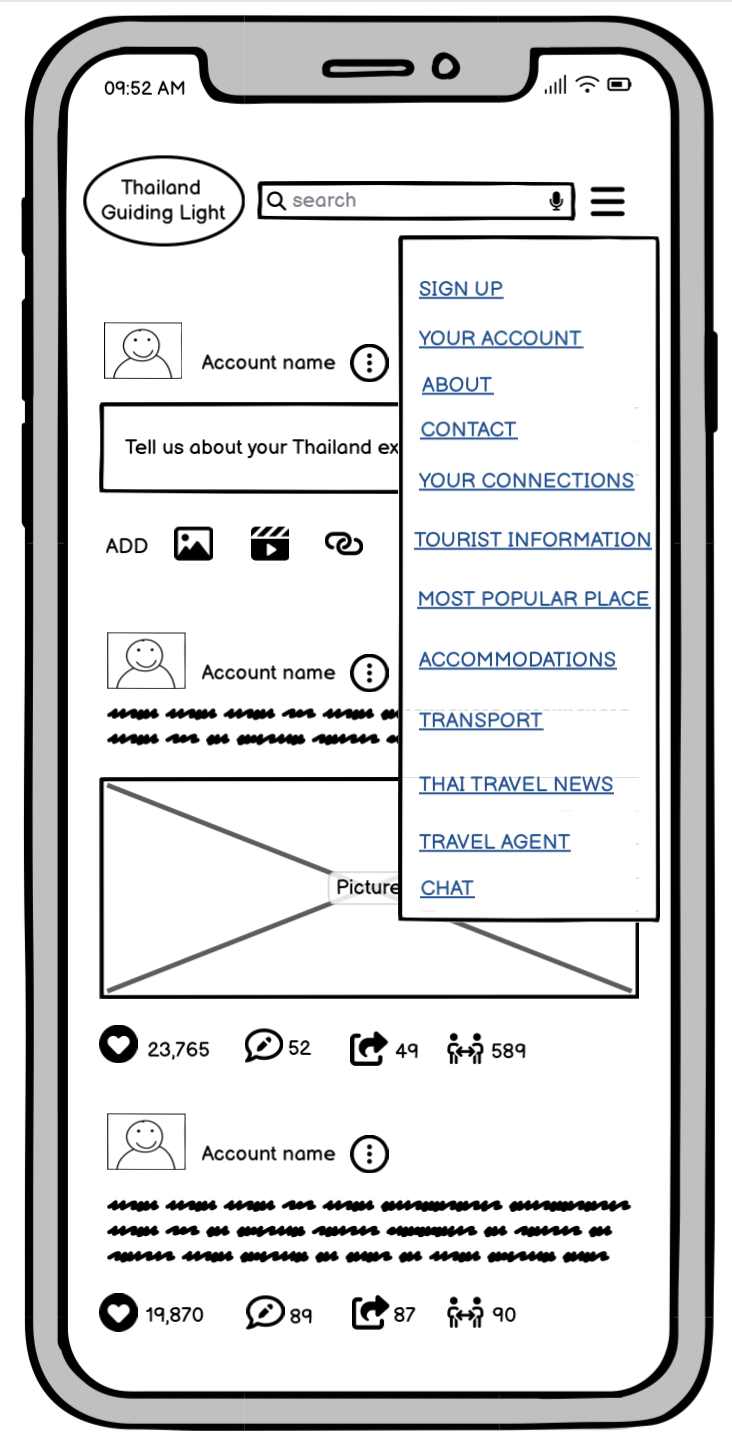 09:52 AM
Thailand
Guiding Light
search
SIGN UP
YOUR ACCOUNT
ABOUT
CONTACT
YOUR CONNECTIONS
TOURIST INFORMATION
MOST POPULAR PLACE
ACCOMMODATIONS
TRANSPORT
THAI TRAVEL NEWS
TRAVEL AGENT
CHAT
Account name
Tell us about your Thailand ex
ADD
Account name
Picture
23,765 52 49 589
Account name
19,870 89 87 90